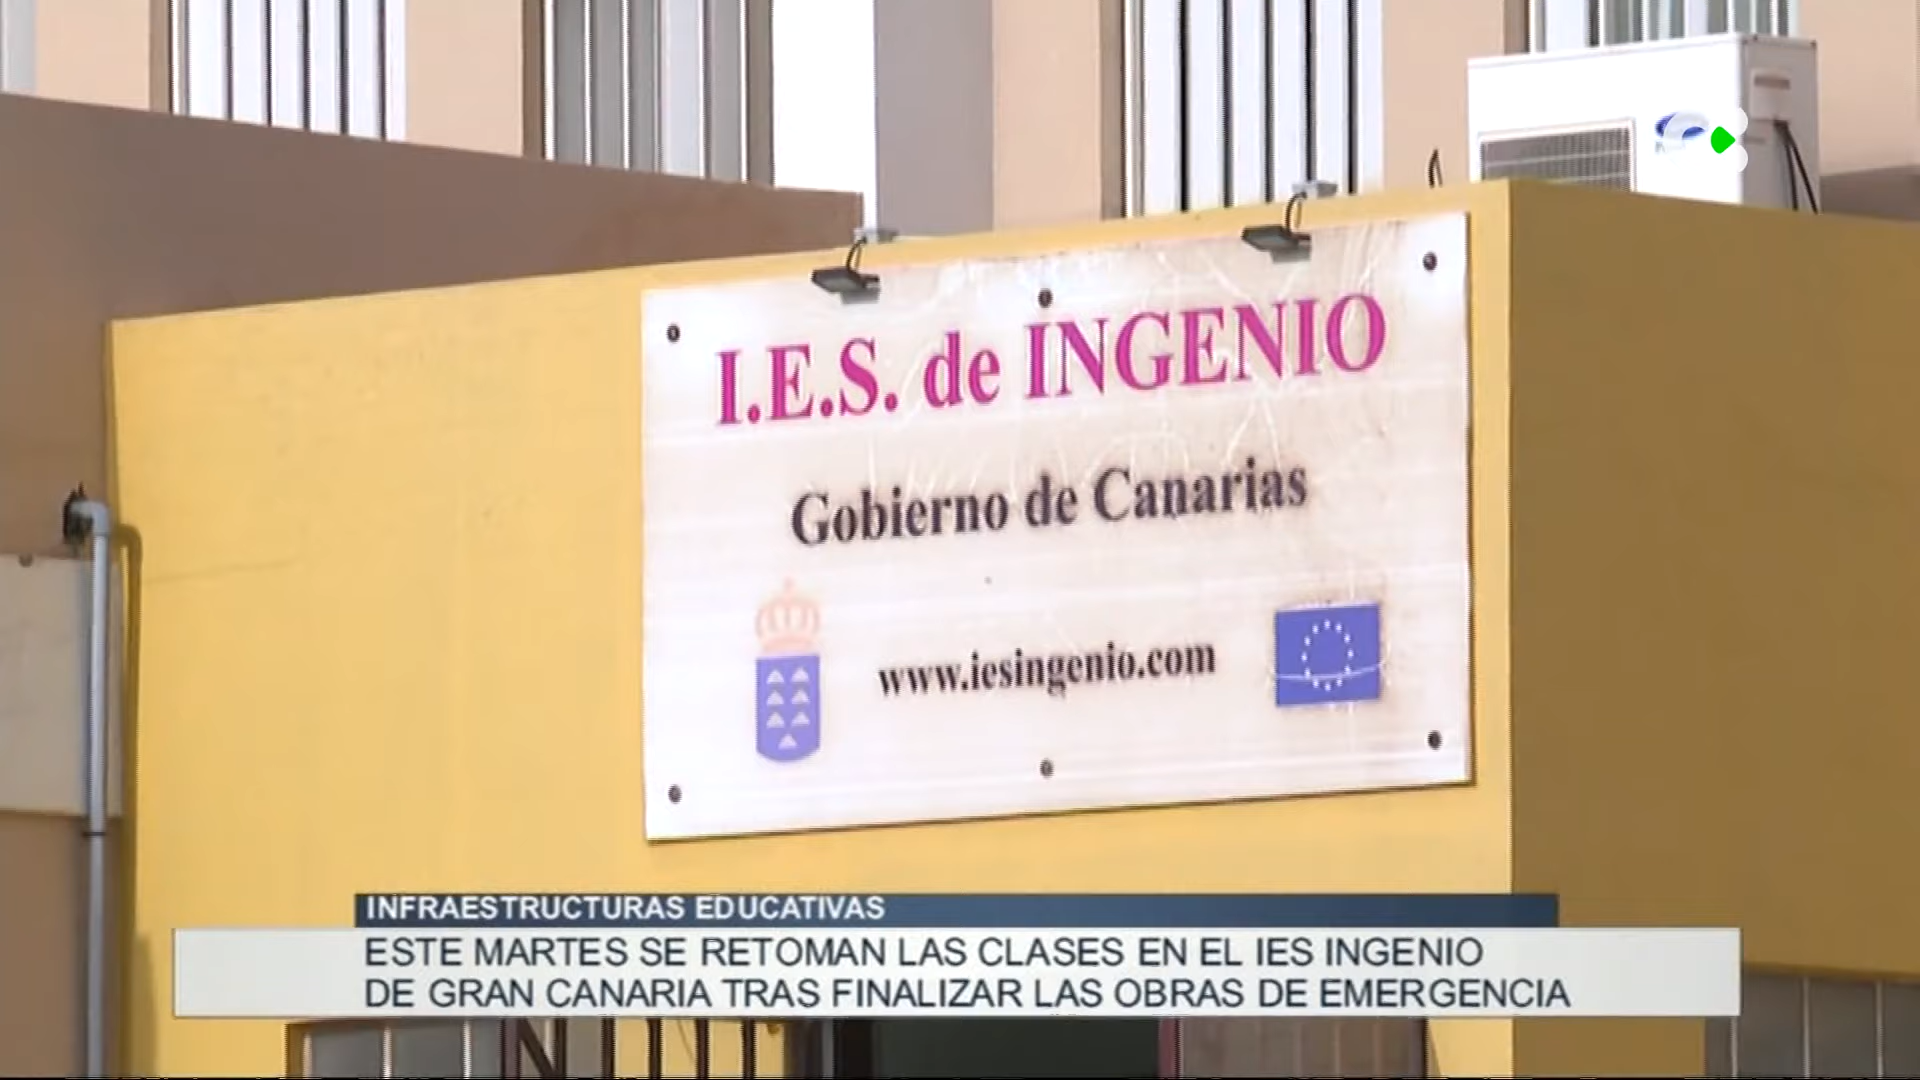 I.E.S. de INGENIO
Gobierno de Canarias
www.iesingenio.com
INFRAESTRUCTURAS EDUCATIVAS
ESTE MARTES SE RETOMAN LAS CLASES EN EL IES INGENIO
DE GRAN CANARIA TRAS FINALIZAR LAS OBRAS DE EMERGENCIA